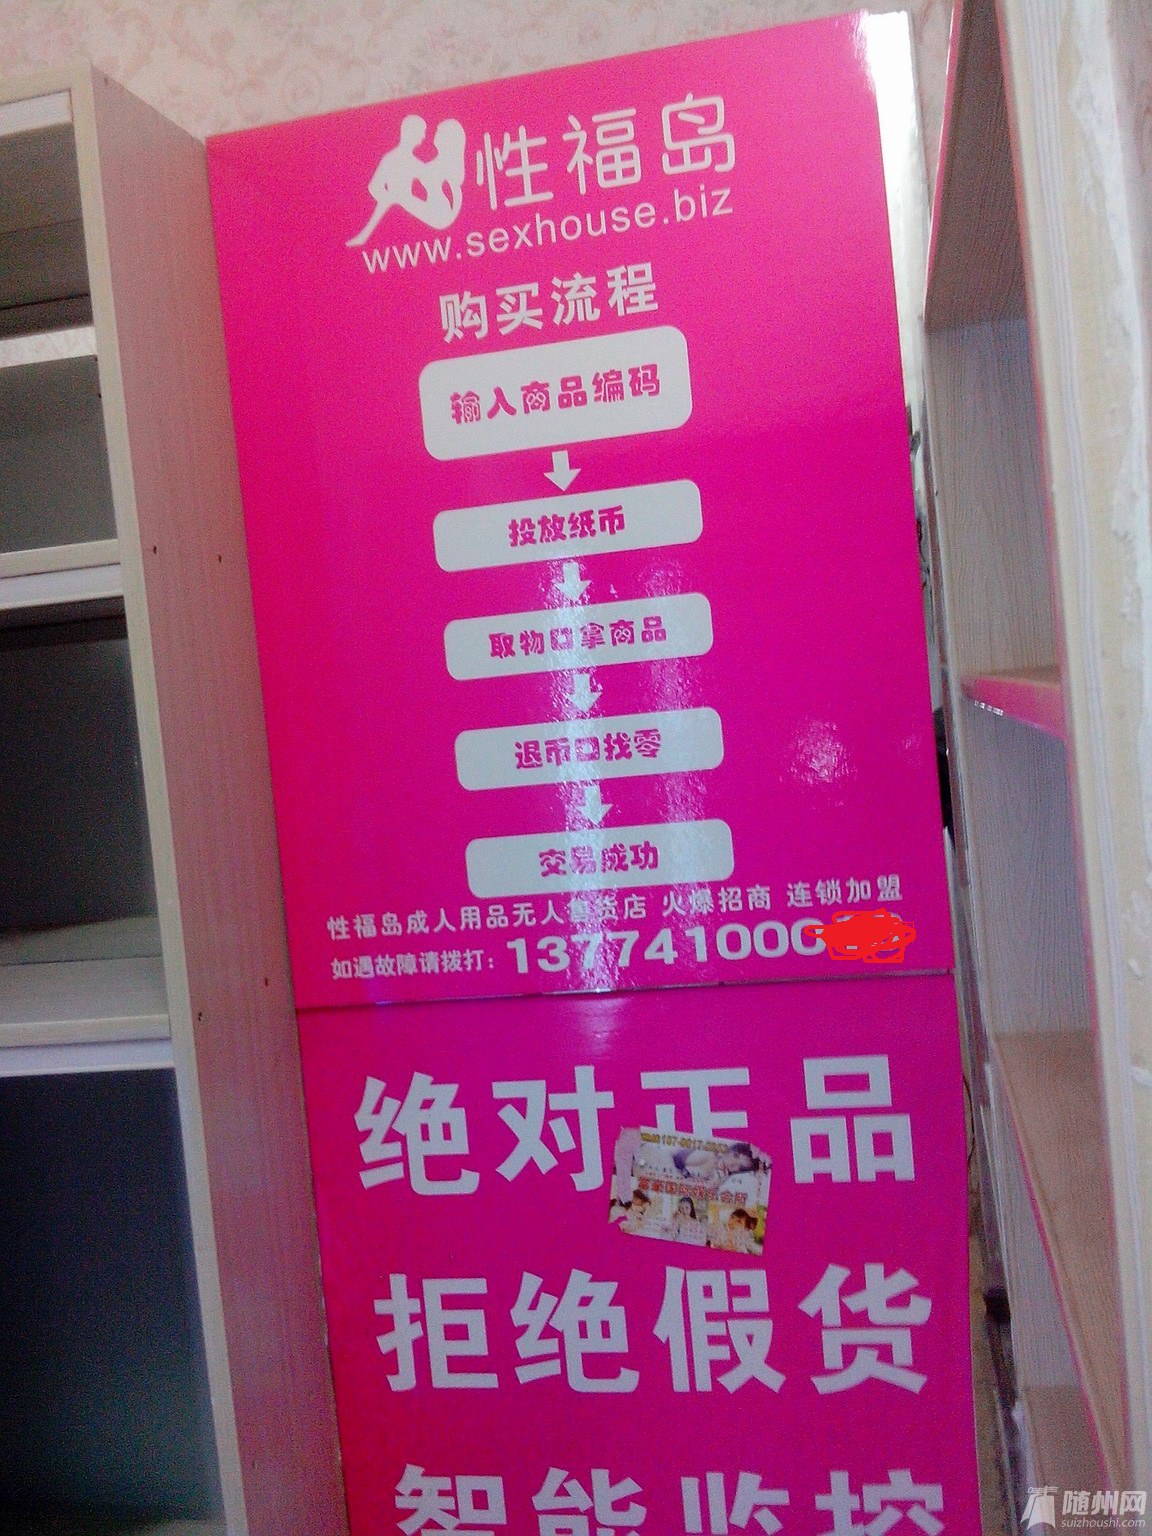 性福岛
www.sexhouse.biz
购买流程
输入商品编码
投放纸币
取物口拿商品
退币口找零
交易成功
性福岛成人用品无人售货店 火爆招商 连锁加盟
如遇故障请拨打：137741000
绝对正品
拒绝假货
智能监控
随州网
suizhoushi.com